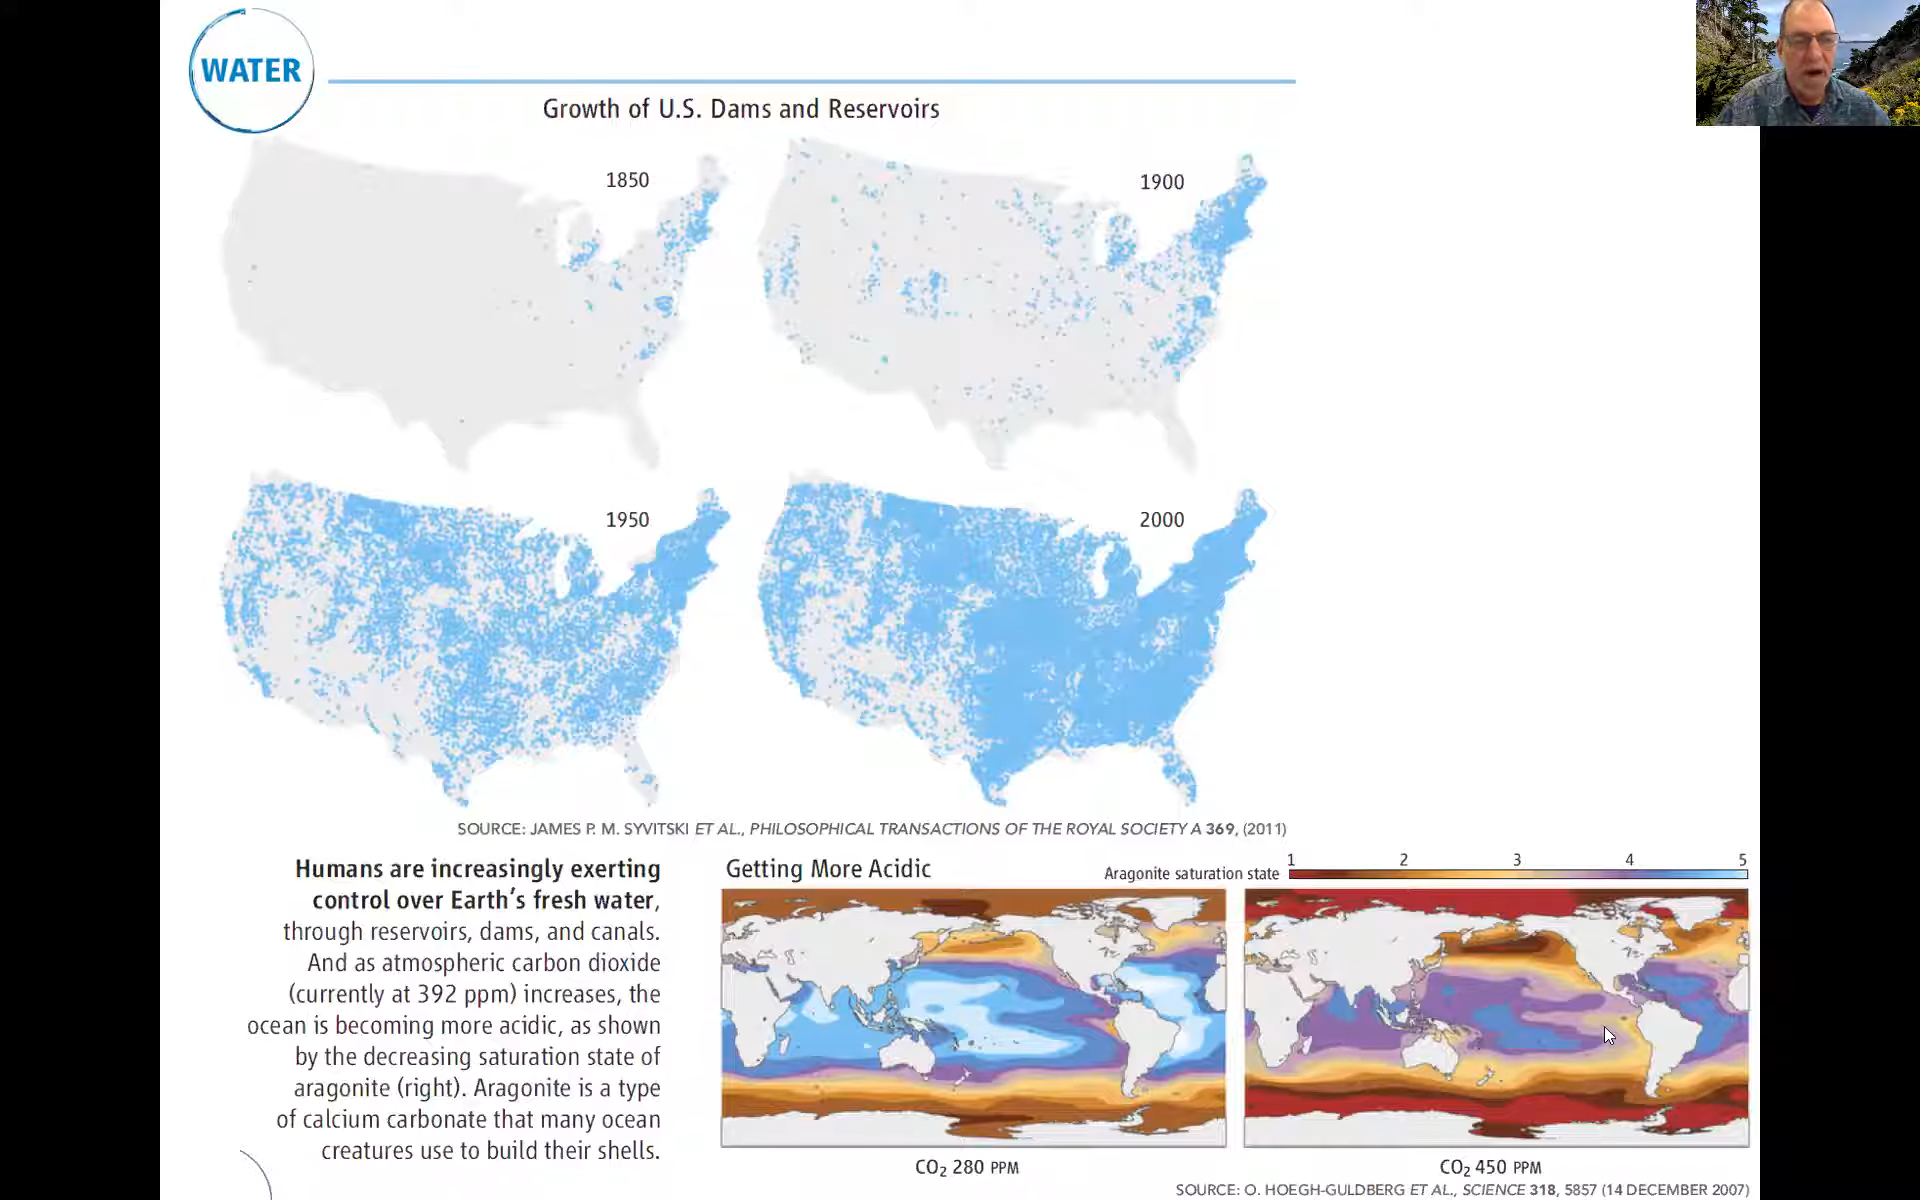 WATER
Growth of U.S. Dams and Reservoirs
1850
1900
1950
2000
SOURCE: JAMES P. M. SYVITSKI ET AL., PHILOSOPHICAL TRANSACTIONS OF THE ROYAL SOCIETY A 369, (2011)
Humans are increasingly exerting
control over Earth's fresh water,
through reservoirs, dams, and canals.
And as atmospheric carbon dioxide
(currently at 392 ppm) increases, the
ocean is becoming more acidic, as shown
by the decreasing saturation state of
aragonite (right). Aragonite is a type
of calcium carbonate that many ocean
creatures use to build their shells.
Getting More Acidic
Aragonite saturation state
1 2 3 4 5
CO₂ 280 PPM
CO₂ 450 PPM
SOURCE: O. HOEGH-GULDBERG ET AL., SCIENCE 318, 5857 (14 DECEMBER 2007)